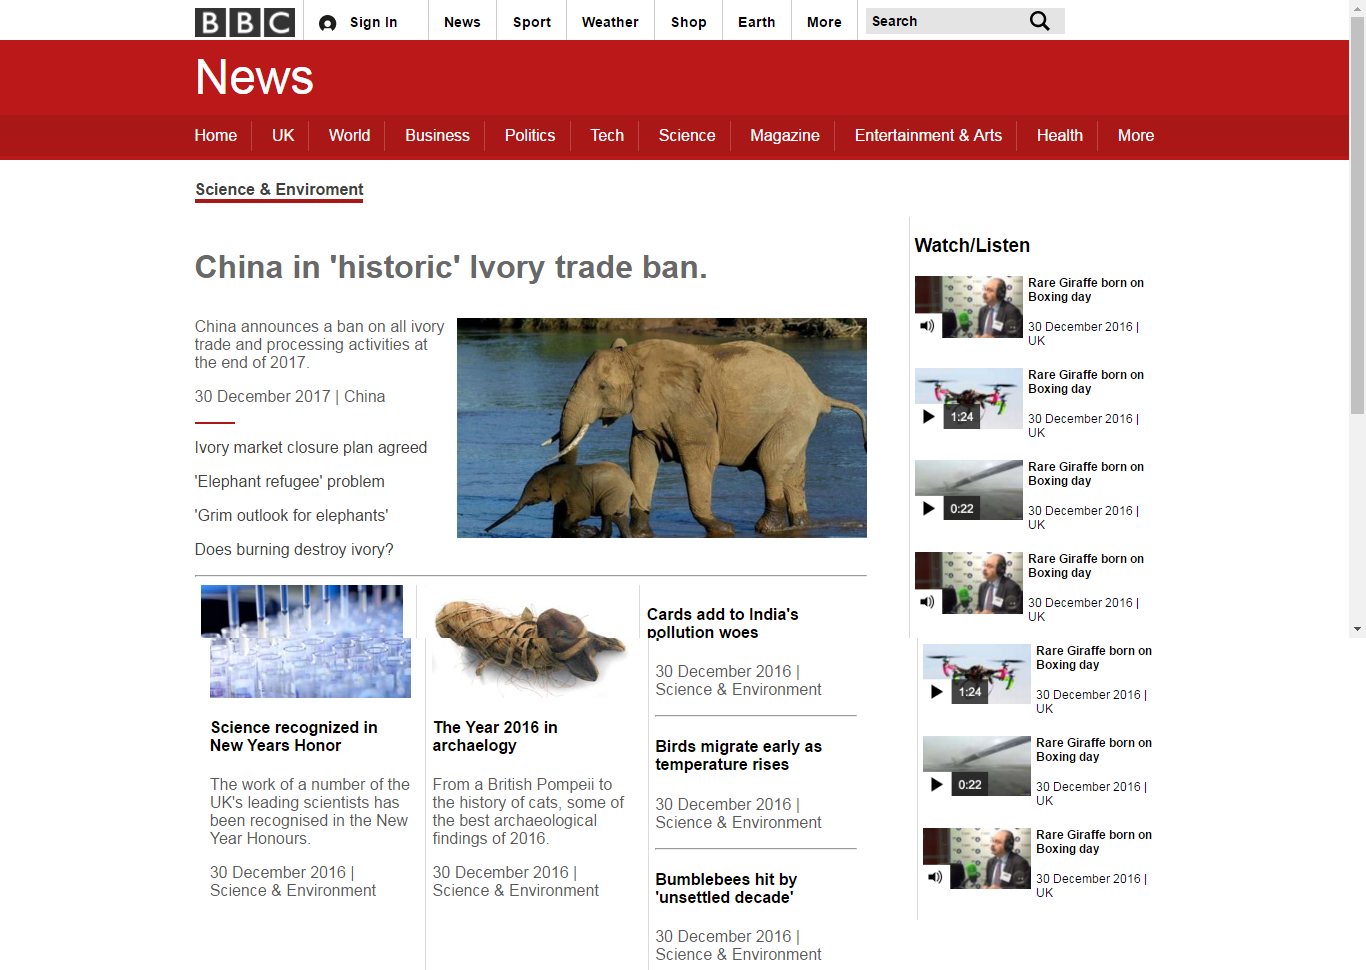 BBC
Sign In
News
Sport
Weather
Shop
Earth
More
Search
News
Home
UK
World
Business
Politics
Tech
Science
Magazine
Entertainment & Arts
Health
More
Science & Enviroment
China in 'historic' Ivory trade ban.
China announces a ban on all ivory
trade and processing activities at
the end of 2017.
30 December 2017 | China
Ivory market closure plan agreed
'Elephant refugee' problem
'Grim outlook for elephants'
Does burning destroy ivory?
Science recognized in
New Years Honor
The work of a number of the
UK's leading scientists has
been recognised in the New
Year Honours.
30 December 2016 |
Science & Environment
The Year 2016 in
archaelogy
From a British Pompeii to
the history of cats, some of
the best archaeological
findings of 2016.
30 December 2016 |
Science & Environment
Cards add to India's
pollution woes
30 December 2016 |
Science & Environment
Birds migrate early as
temperature rises
30 December 2016 |
Science & Environment
Bumblebees hit by
'unsettled decade'
30 December 2016 |
Science & Environment
Watch/Listen
Rare Giraffe born on
Boxing day
30 December 2016 |
UK
1:24
Rare Giraffe born on
Boxing day
30 December 2016 |
UK
0:22
Rare Giraffe born on
Boxing day
30 December 2016 |
UK
Rare Giraffe born on
Boxing day
30 December 2016 |
UK
1:24
Rare Giraffe born on
Boxing day
30 December 2016 |
UK
0:22
Rare Giraffe born on
Boxing day
30 December 2016 |
UK
Rare Giraffe born on
Boxing day
30 December 2016 |
UK